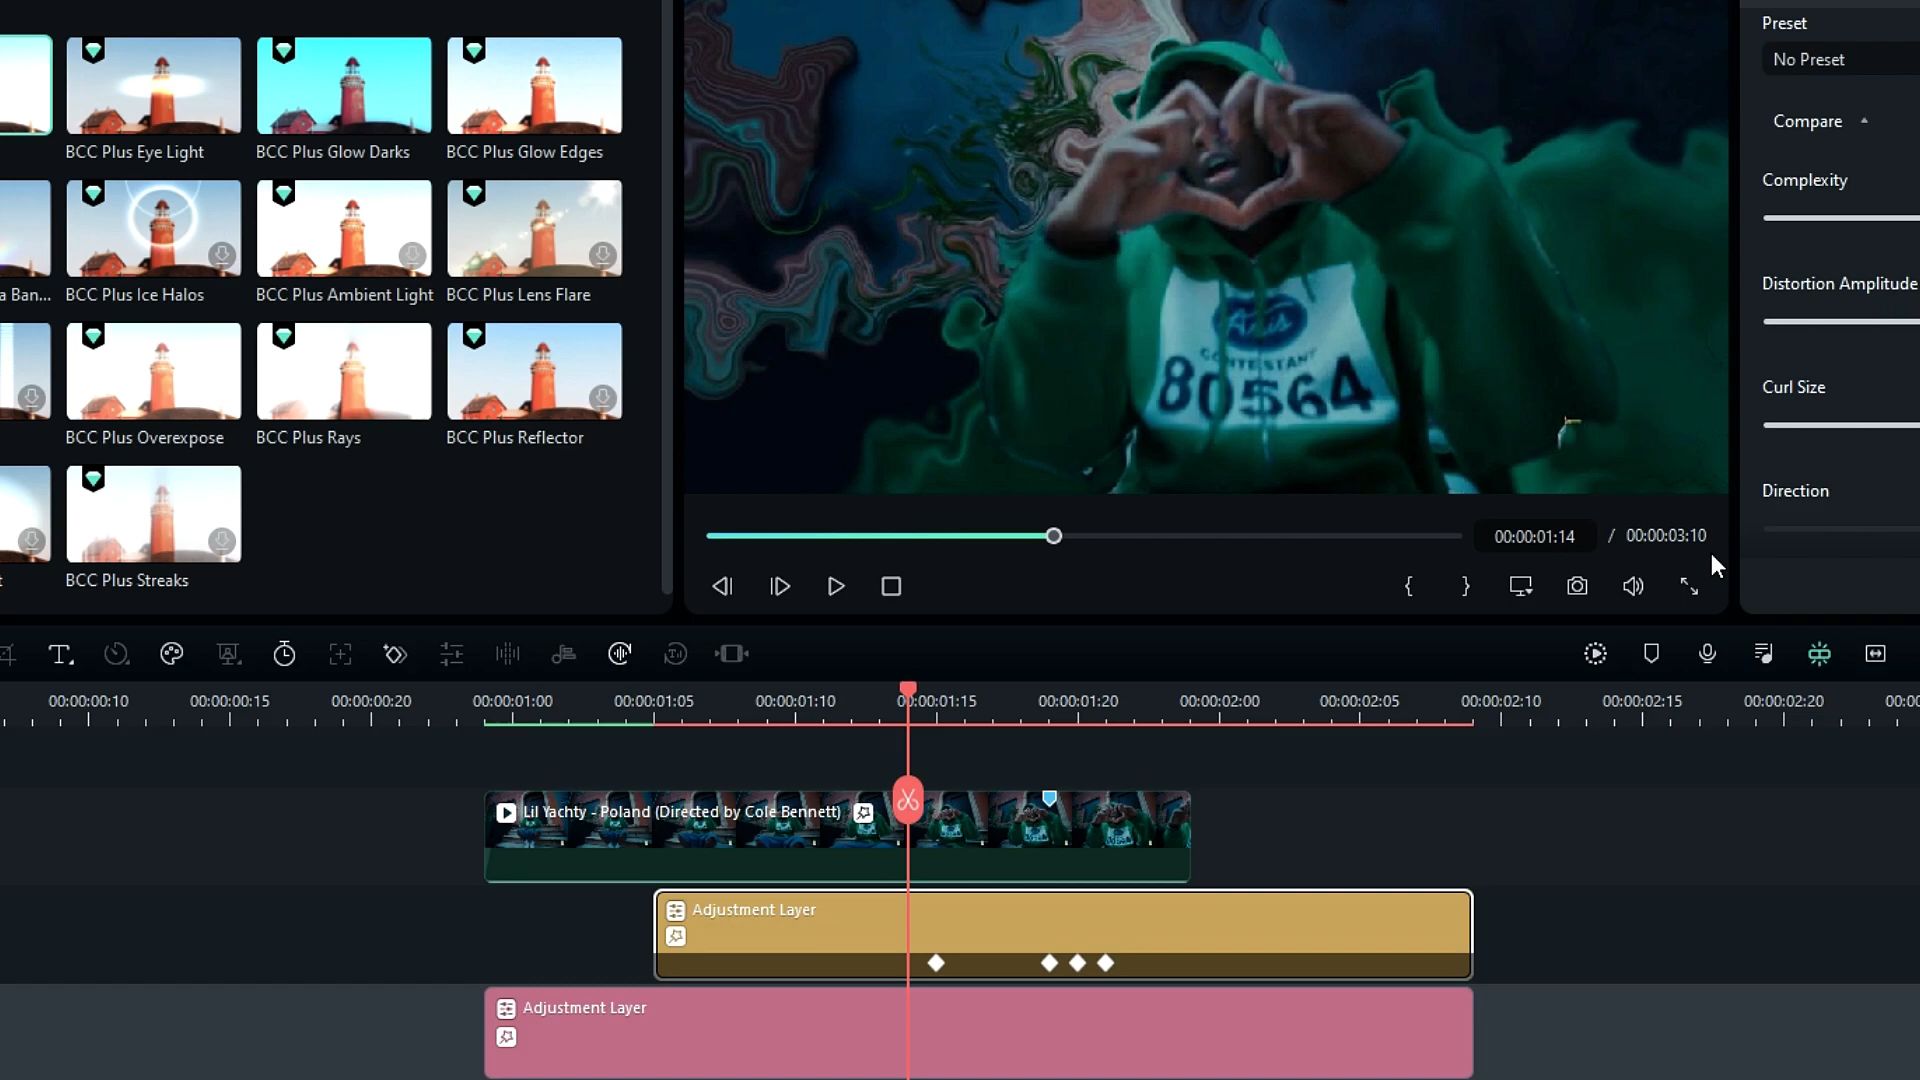 Preset
No Preset
Compare
Complexity
Distortion Amplitude
Curl Size
Direction
BCC Plus Eye Light
BCC Plus Glow Darks
BCC Plus Glow Edges
a Ban...
BCC Plus Ice Halos
BCC Plus Ambient Light
BCC Plus Lens Flare
BCC Plus Overexpose
BCC Plus Rays
BCC Plus Reflector
t
BCC Plus Streaks
CONTESTANT
80564
00:00:01:14 / 00:00:03:10
00:00:00:10
00:00:00:15
00:00:00:20
00:00:01:00
00:00:01:05
00:00:01:10
00:00:01:15
00:00:01:20
00:00:02:00
00:00:02:05
00:00:02:10
00:00:02:15
00:00:02:20
00:00
Lil Yachty - Poland (Directed by Cole Bennett)
Adjustment Layer
Adjustment Layer